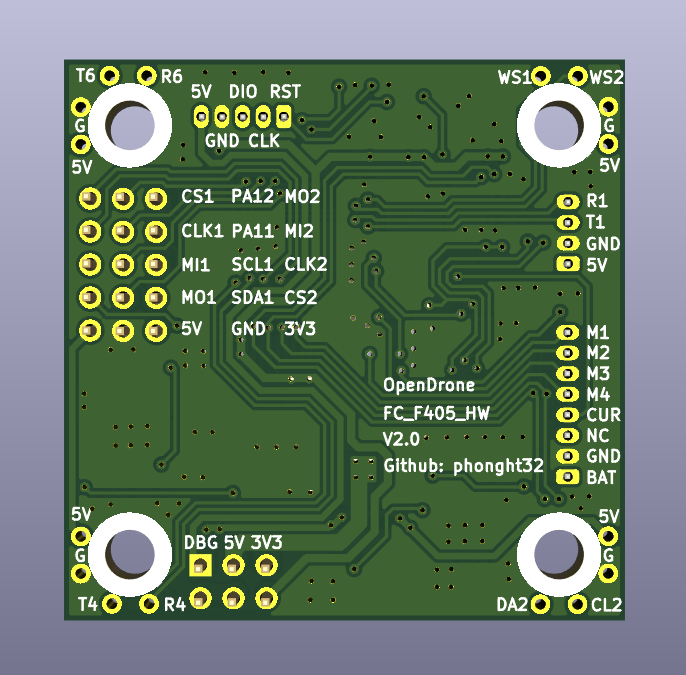 T6 R6 WS1 WS2
5V DIO RST
G G
GND CLK
5V 5V
CS1 PA12 MO2
R1
T1
CLK1 PA11 MI2
GND
MI1 SCL1 CLK2
5V
MO1 SDA1 CS2
5V GND 3V3
M1
M2
M3
OpenDrone
M4
FC_F405_HW
CUR
V2.0
NC
GND
Github: phonght32
BAT
5V 5V
DBG 5V 3V3
G G
T4 R4 DA2 CL2